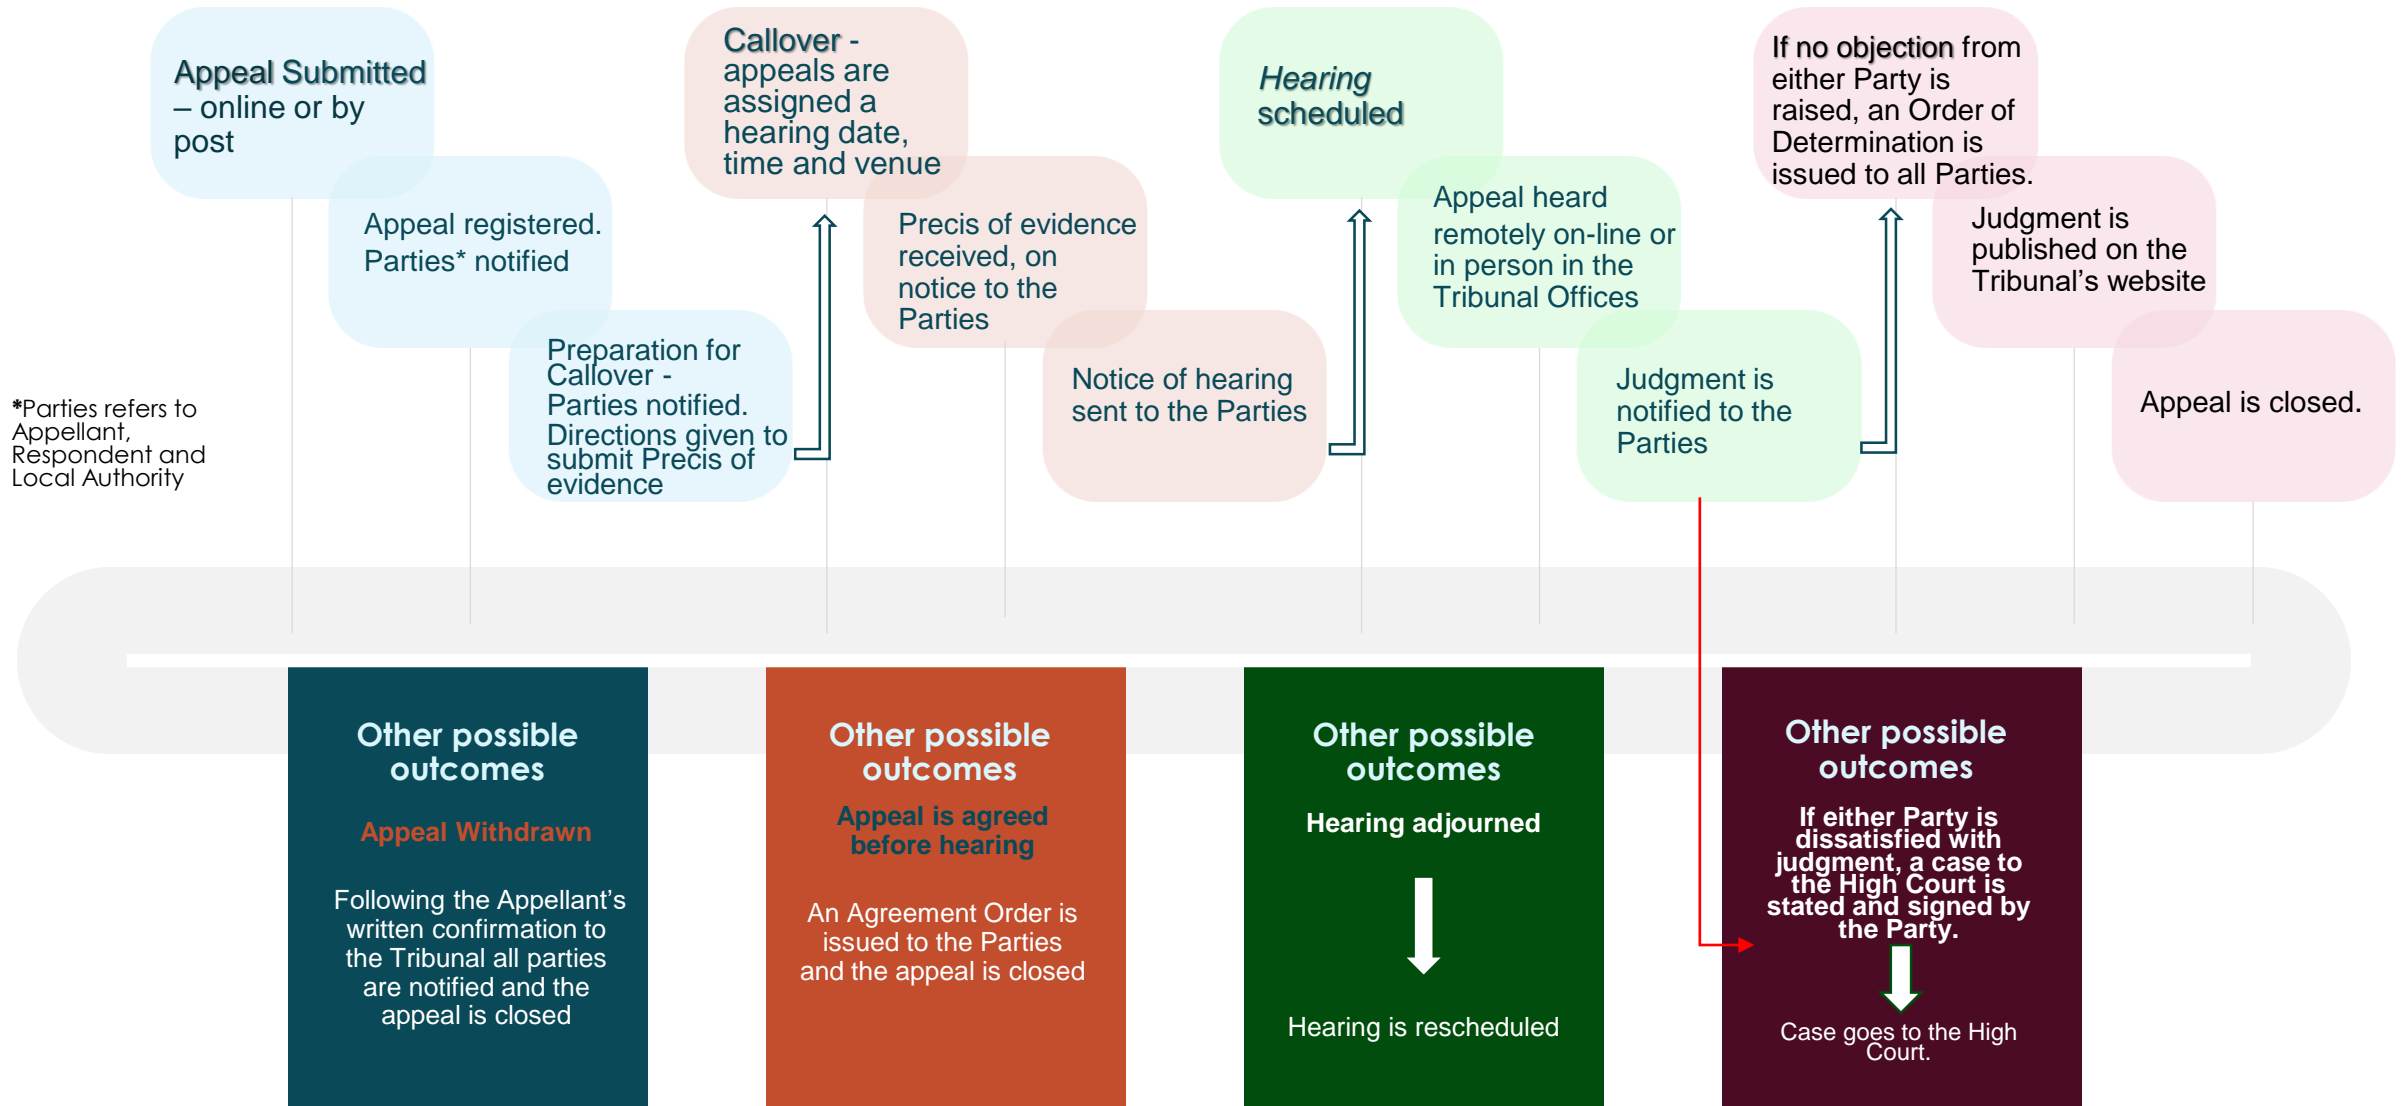 Appeal Submitted
– online or by
post
Appeal registered.
Parties* notified
Preparation for
Callover -
Parties notified.
Directions given to
submit Precis of
evidence
Callover -
appeals are
assigned a
hearing date,
time and venue
Precis of evidence
received, on
notice to the
Parties
Notice of hearing
sent to the Parties
Hearing
scheduled
Appeal heard
remotely on-line or
in person in the
Tribunal Offices
Judgment is
notified to the
Parties
If no objection from
either Party is
raised, an Order of
Determination is
issued to all Parties.
Judgment is
published on the
Tribunal’s website
Appeal is closed.
*Parties refers to
Appellant,
Respondent and
Local Authority
Other possible
outcomes
Appeal Withdrawn
Following the Appellant’s
written confirmation to
the Tribunal all parties
are notified and the
appeal is closed
Other possible
outcomes
Appeal is agreed
before hearing
An Agreement Order is
issued to the Parties
and the appeal is closed
Other possible
outcomes
Hearing adjourned
Hearing is rescheduled
Other possible
outcomes
If either Party is
dissatisfied with
judgment, a case to
the High Court is
stated and signed by
the Party.
Case goes to the High
Court.